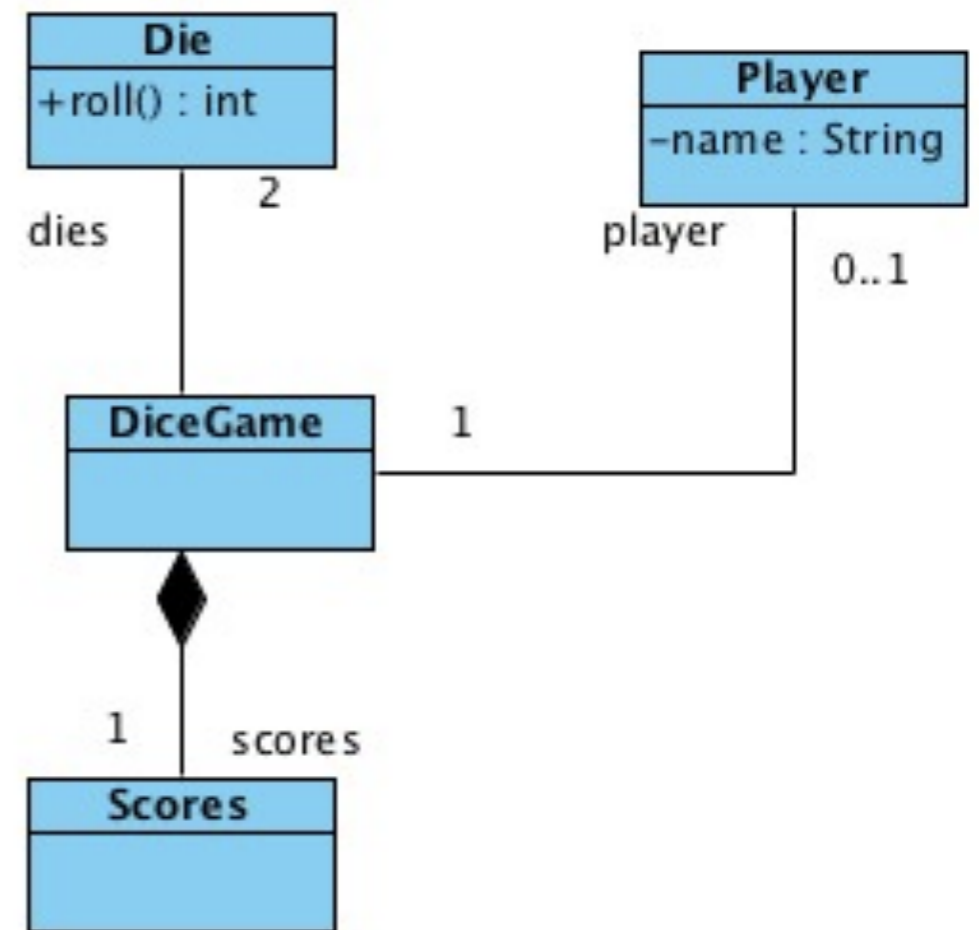 Die
+roll() : int
2
dies
Player
-name : String
player
0..1
DiceGame
1
1
scores
Scores